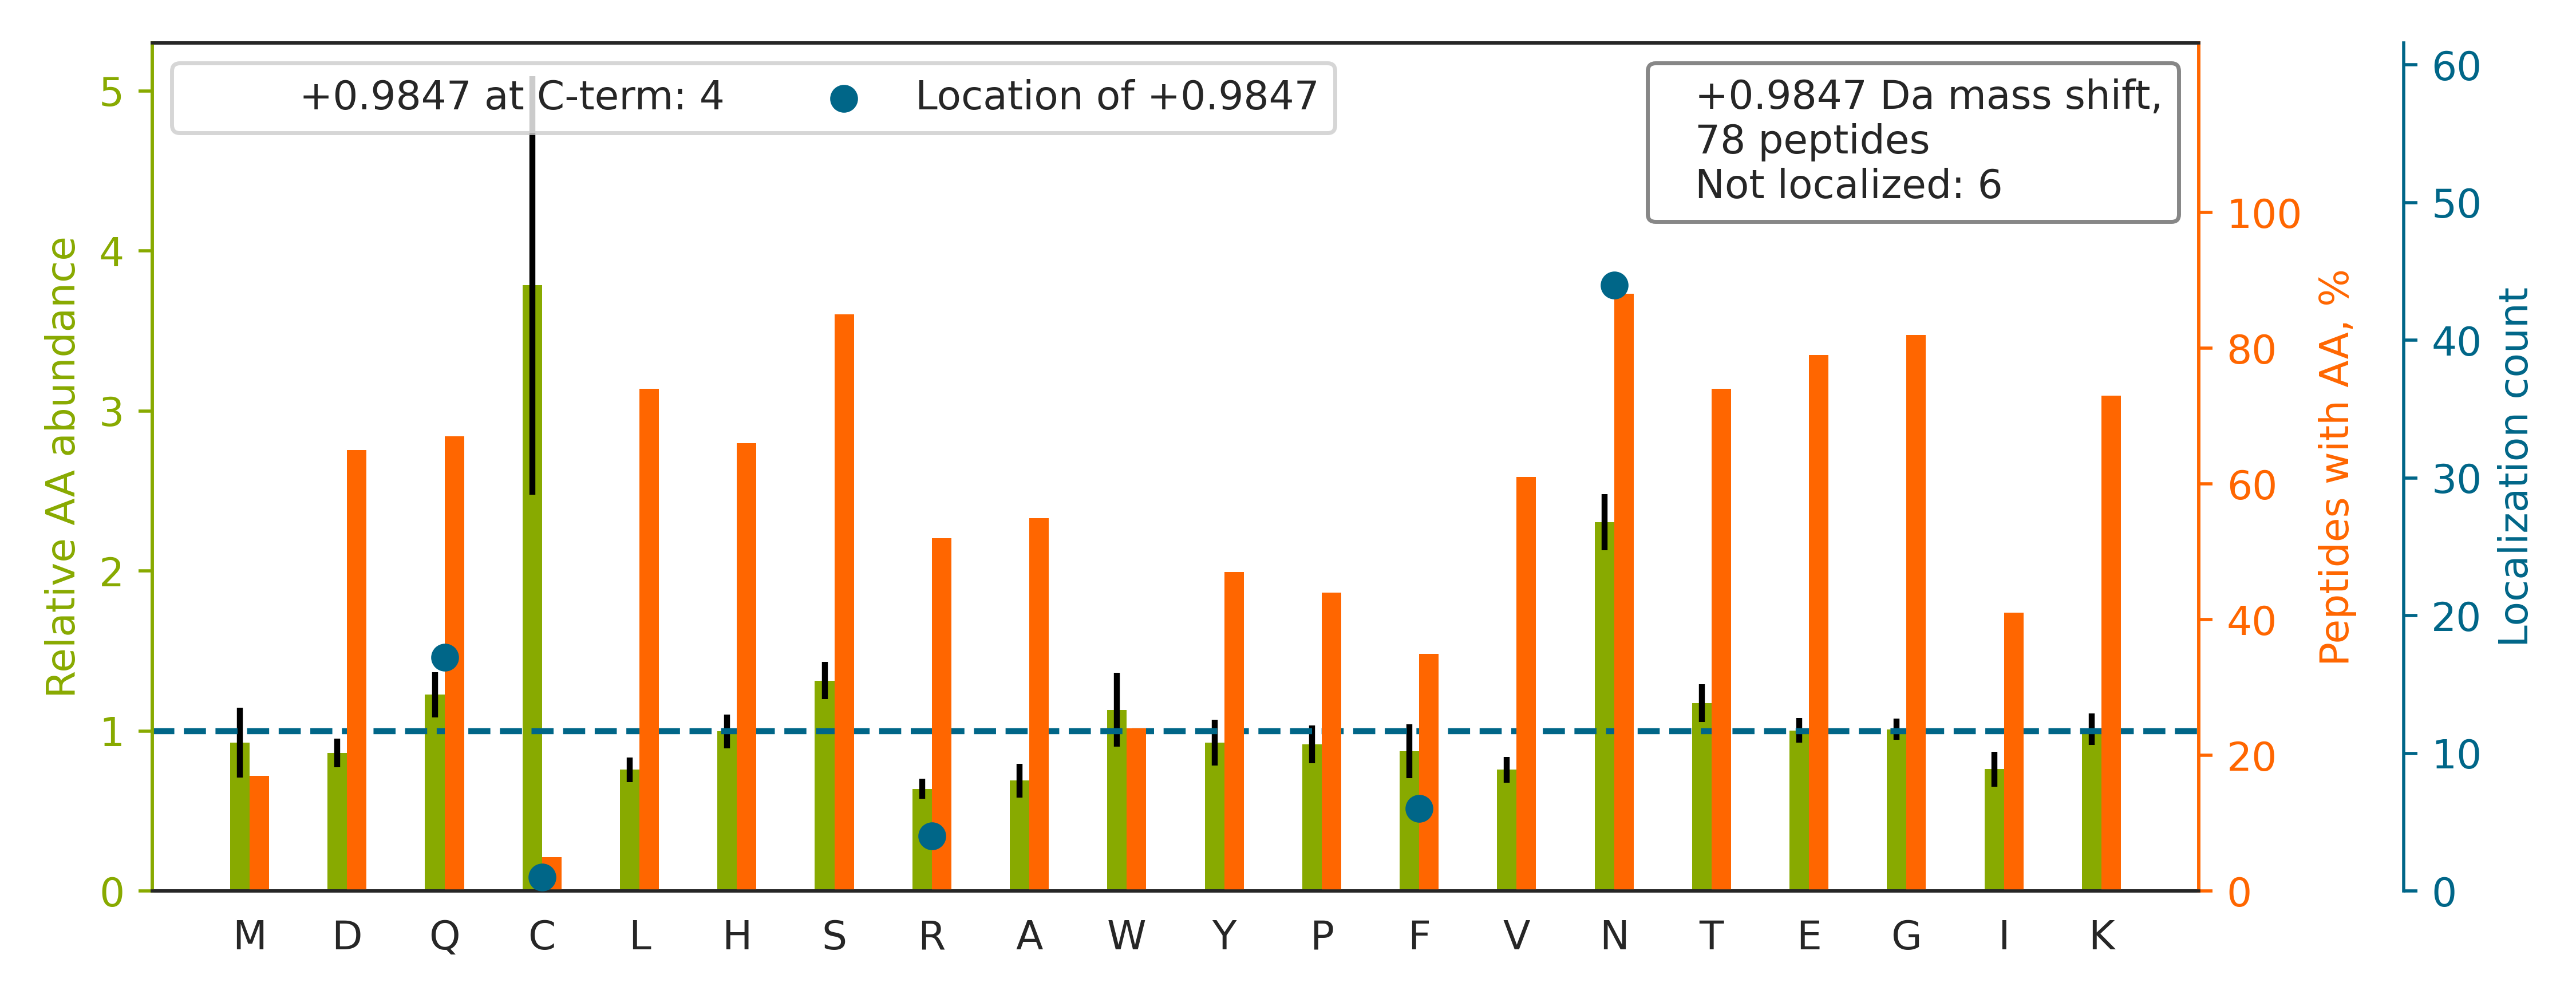 +0.9847 at C-term: 4
Location of +0.9847
+0.9847 Da mass shift,
78 peptides
Not localized: 6
Relative AA abundance
5
4
3
2
1
0
100
80
60
40
20
0
Peptides with AA, %
60
50
40
30
20
10
0
Localization count
M D Q C L H S R A W Y P F V N T E G I K